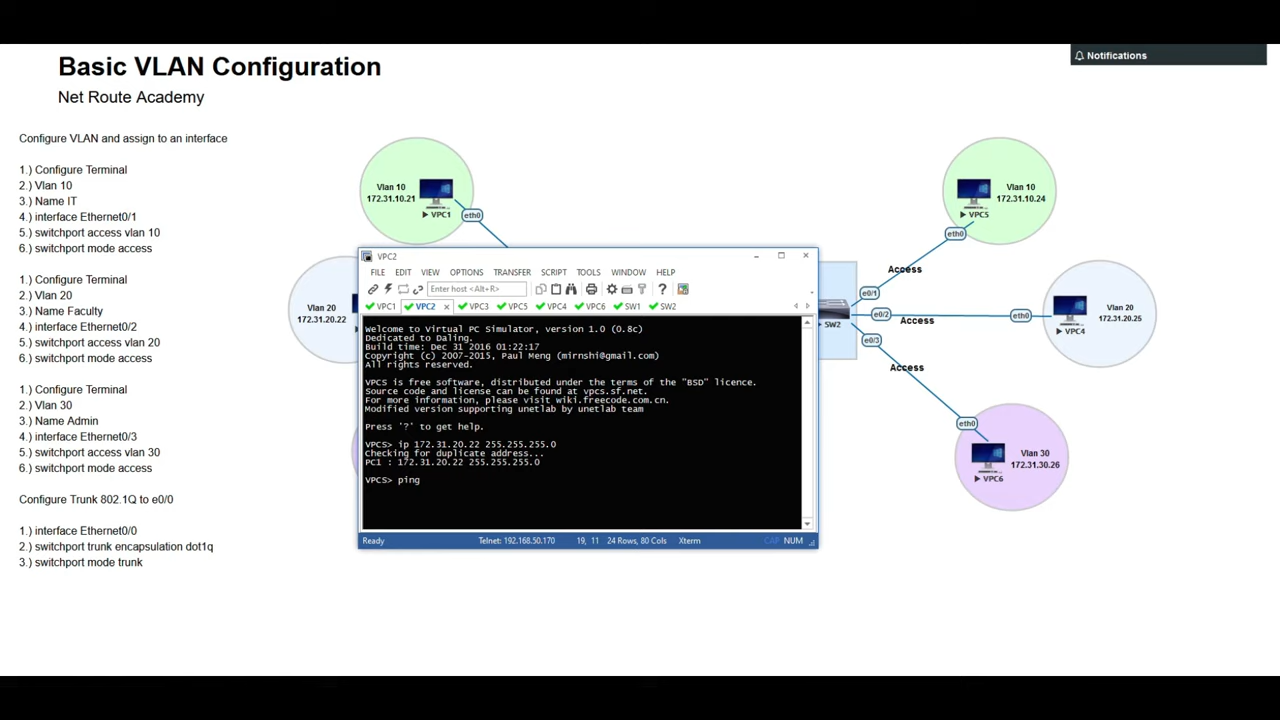 Basic VLAN Configuration
Net Route Academy
Notifications
Configure VLAN and assign to an interface
1.) Configure Terminal
2.) Vlan 10
3.) Name IT
4.) interface Ethernet0/1
5.) switchport access vlan 10
6.) switchport mode access
1.) Configure Terminal
2.) Vlan 20
3.) Name Faculty
4.) interface Ethernet0/2
5.) switchport access vlan 20
6.) switchport mode access
1.) Configure Terminal
2.) Vlan 30
3.) Name Admin
4.) interface Ethernet0/3
5.) switchport access vlan 30
6.) switchport mode access
Configure Trunk 802.1Q to e0/0
1.) interface Ethernet0/0
2.) switchport trunk encapsulation dot1q
3.) switchport mode trunk
Vlan 10
172.31.10.21
VPC1
eth0
Vlan 20
172.31.20.22
VPC2
FILE EDIT VIEW OPTIONS TRANSFER SCRIPT TOOLS WINDOW HELP
Enter host <Alt+R>
VPC1 VPC2 VPC3 VPC5 VPC4 VPC6 SW1 SW2
Welcome to Virtual PC Simulator, version 1.0 (0.8c)
Dedicated to Daling.
Build time: Dec 31 2016 01:22:17
Copyright (c) 2007-2015, Paul Meng (mirnshi@gmail.com)
All rights reserved.
VPCS is free software, distributed under the terms of the "BSD" licence.
Source code and license can be found at vpcs.sf.net.
For more information, please visit wiki.freecode.com.cn.
Modified version supporting unetlab by unetlab team
Press '?' to get help.
VPCS> ip 172.31.20.22 255.255.255.0
Checking for duplicate address...
PC1 : 172.31.20.22 255.255.255.0
VPCS> ping
Ready Telnet: 192.168.50.170 19, 11 24 Rows, 80 Cols Xterm CAP NUM
Vlan 10
172.31.10.24
VPC5
eth0
Access
e0/1
SW2
e0/2
Access
eth0
Vlan 20
172.31.20.25
VPC4
e0/3
Access
eth0
Vlan 30
172.31.30.26
VPC6